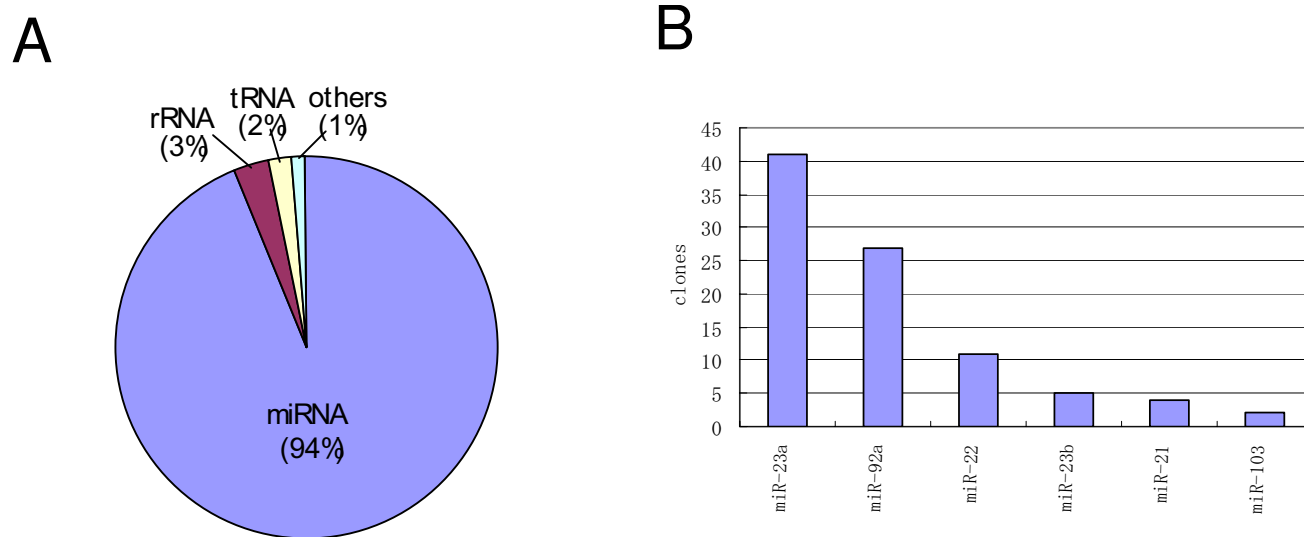 A
B
rRNA
(3%)
tRNA
(2%)
others
(1%)
miRNA
(94%)
clones
45
40
35
30
25
20
15
10
5
0
miR-23a
miR-92a
miR-22
miR-23b
miR-21
miR-103